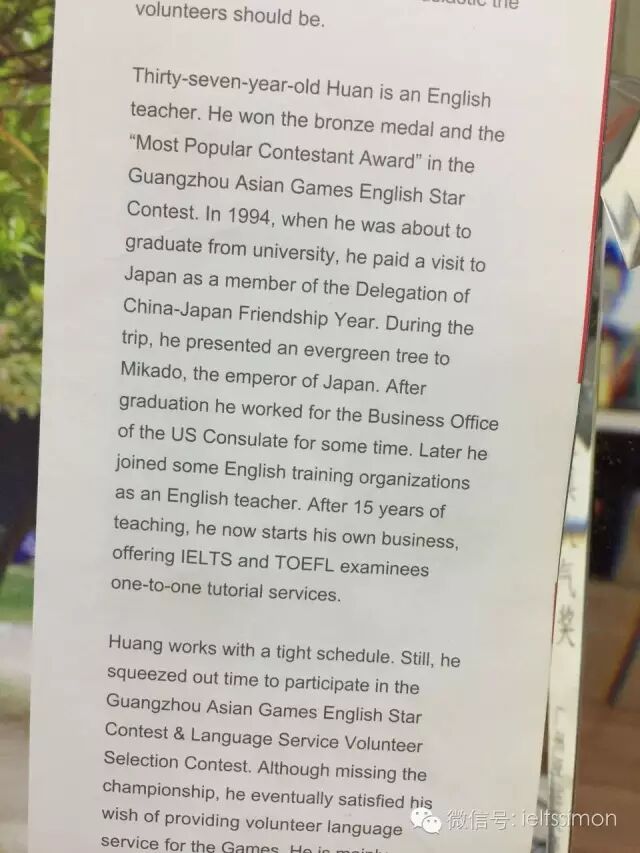 volunteers should be.
Thirty-seven-year-old Huan is an English
teacher. He won the bronze medal and the
“Most Popular Contestant Award” in the
Guangzhou Asian Games English Star
Contest. In 1994, when he was about to
graduate from university, he paid a visit to
Japan as a member of the Delegation of
China-Japan Friendship Year. During the
trip, he presented an evergreen tree to
Mikado, the emperor of Japan. After
graduation he worked for the Business Office
of the US Consulate for some time. Later he
joined some English training organizations
as an English teacher. After 15 years of
teaching, he now starts his own business,
offering IELTS and TOEFL examinees
one-to-one tutorial services.
Huang works with a tight schedule. Still, he
squeezed out time to participate in the
Guangzhou Asian Games English Star
Contest & Language Service Volunteer
Selection Contest. Although missing the
championship, he eventually satisfied his
wish of providing volunteer language
service for the Games. He is
气奖
微信号: ieltssimon